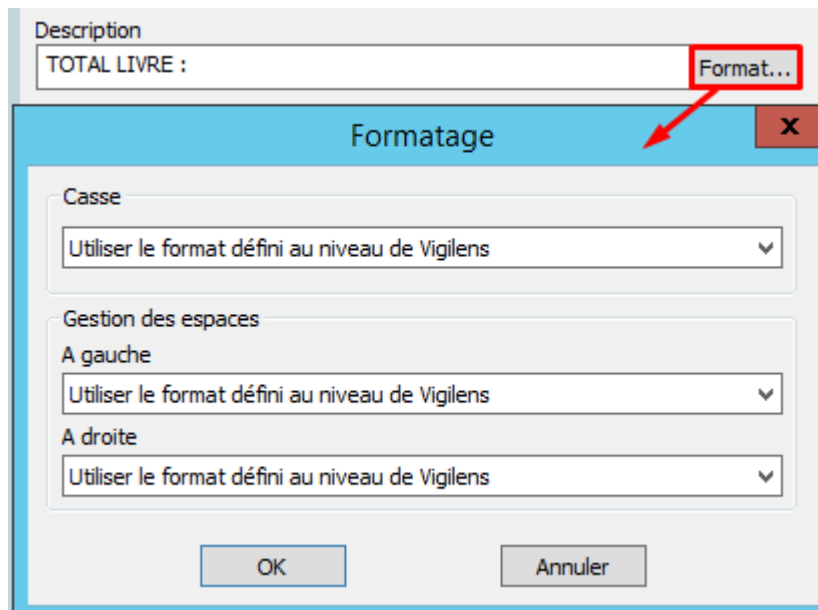 Description
TOTAL LIVRE :
Format...
Formatage
x
Casse
Utiliser le format défini au niveau de Vigilens
Gestion des espaces
A gauche
Utiliser le format défini au niveau de Vigilens
A droite
Utiliser le format défini au niveau de Vigilens
OK
Annuler